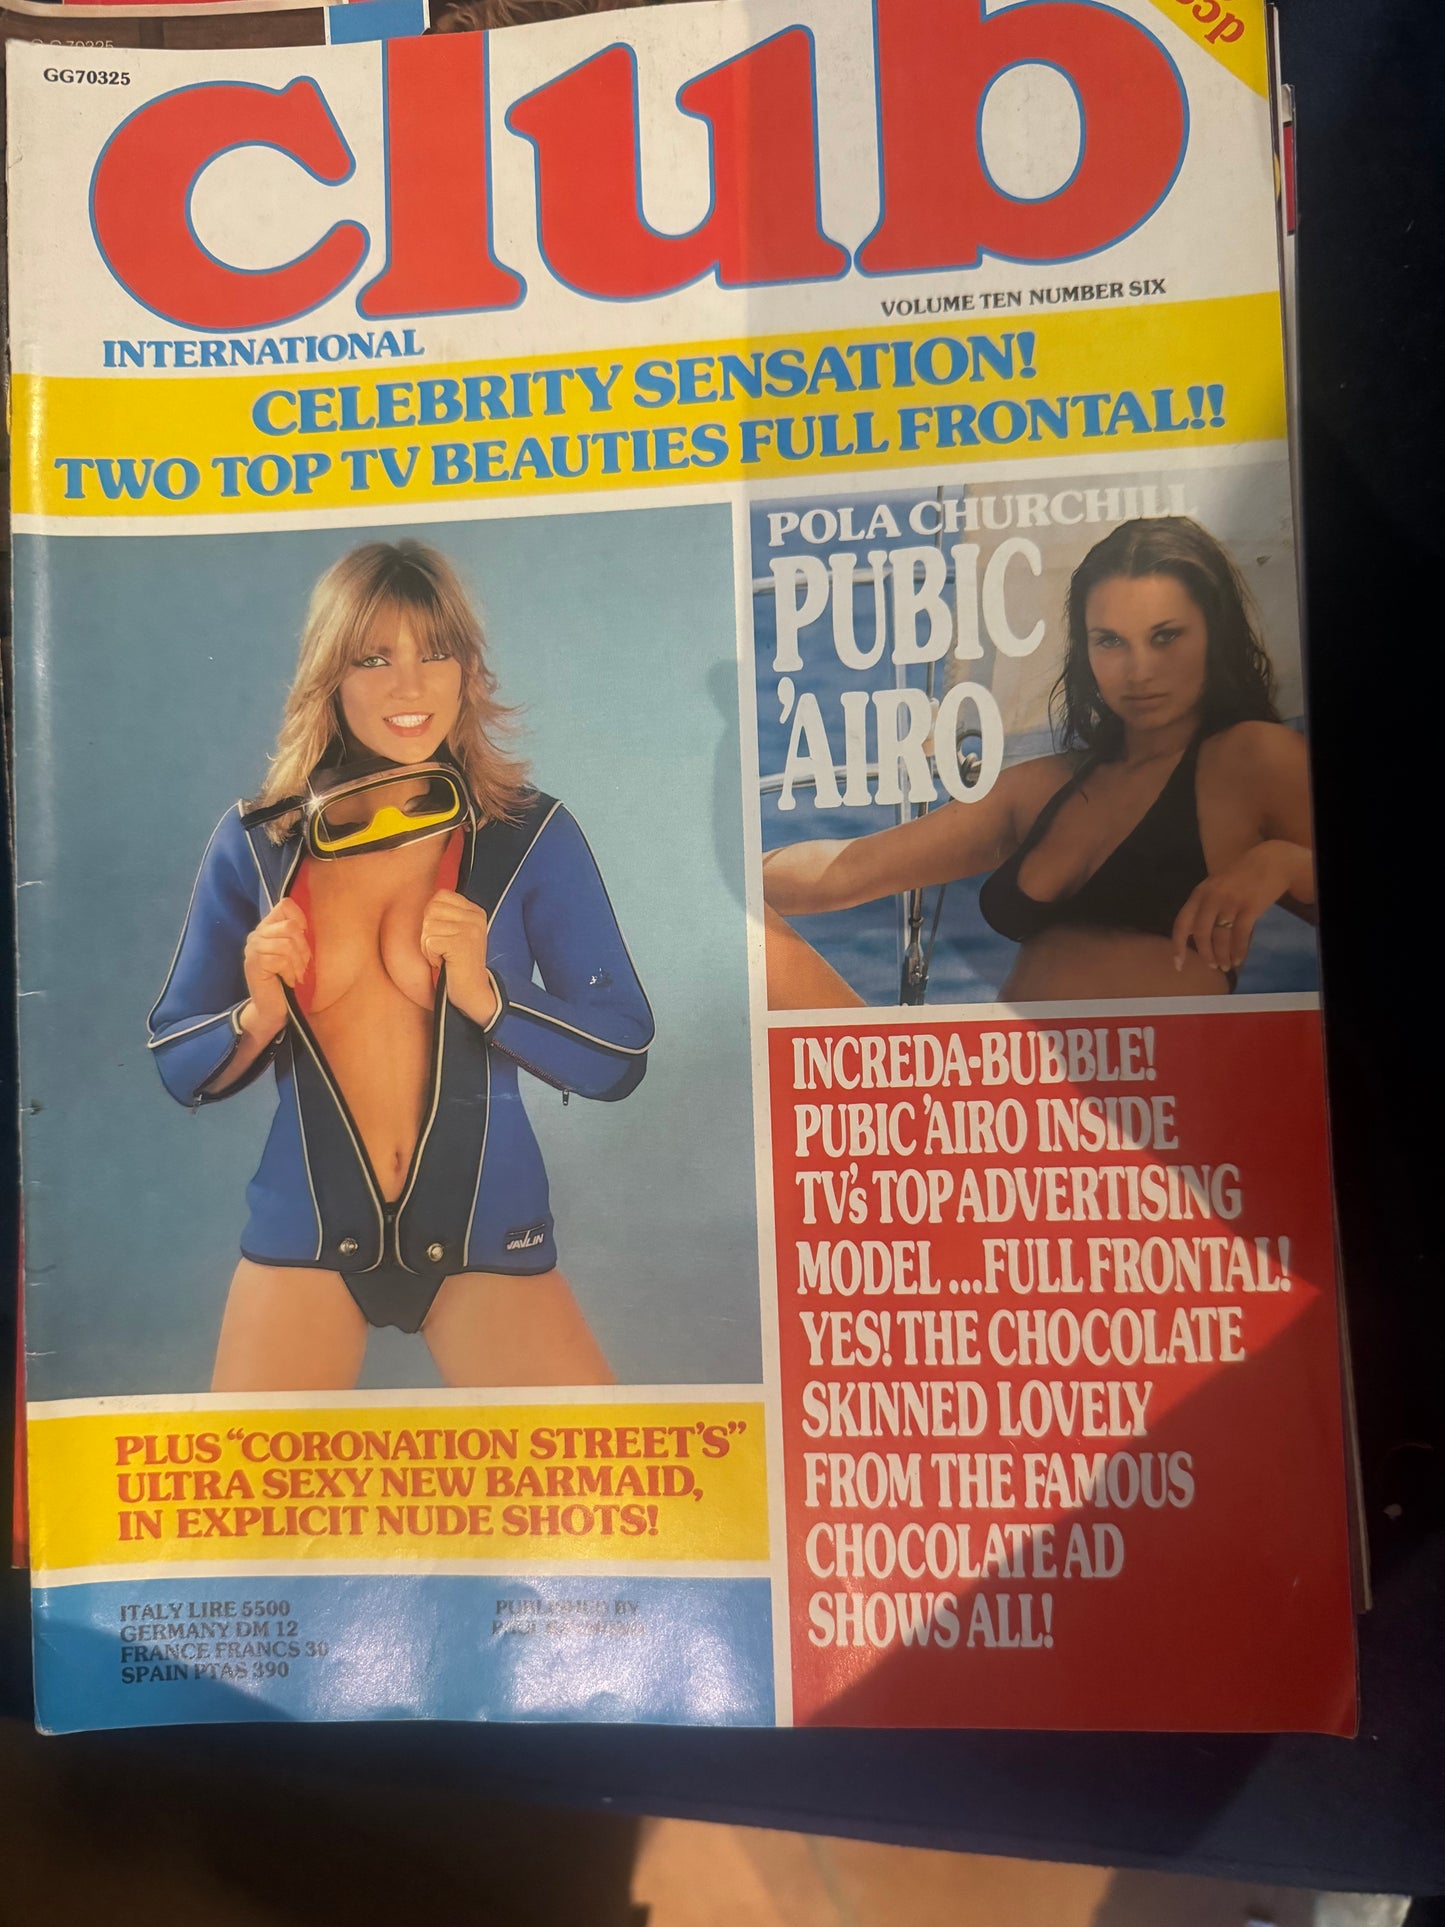 GG70325
club
INTERNATIONAL
VOLUME TEN NUMBER SIX
CELEBRITY SENSATION!
TWO TOP TV BEAUTIES FULL FRONTAL!!
POLA CHURCHILL
PUBIC
'AIRO
JAVLIN
INCREDA-BUBBLE!
PUBIC 'AIRO INSIDE
TV's TOP ADVERTISING
MODEL...FULL FRONTAL!
YES! THE CHOCOLATE
SKINNED LOVELY
FROM THE FAMOUS
CHOCOLATE AD
SHOWS ALL!
PLUS “CORONATION STREET'S”
ULTRA SEXY NEW BARMAID,
IN EXPLICIT NUDE SHOTS!
ITALY LIRE 5500
GERMANY DM 12
FRANCE FRANCS 30
SPAIN PTAS 390
PUBLISHED BY